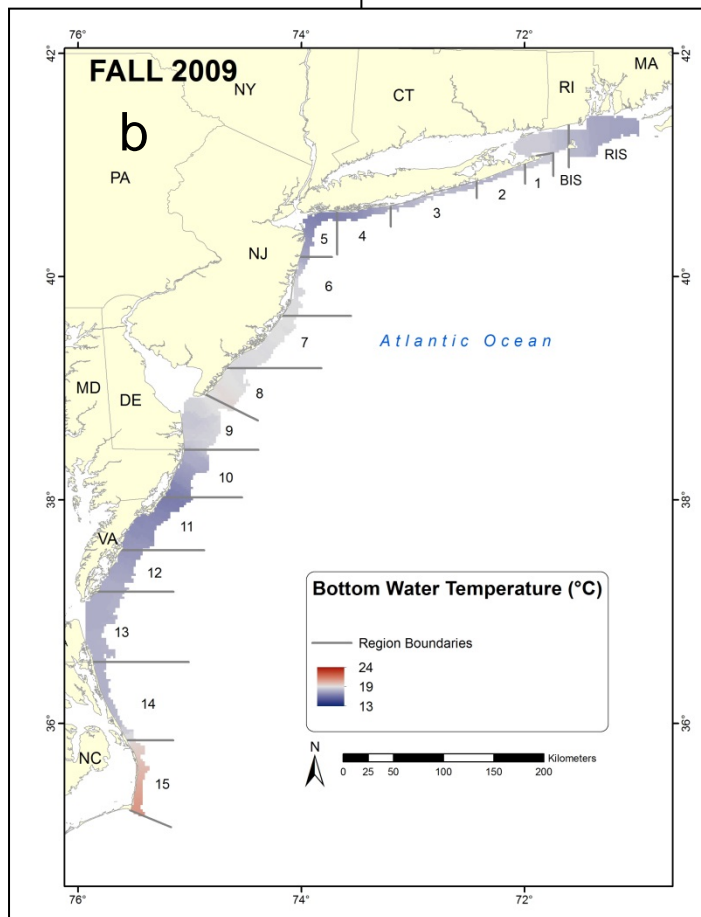 76° 74° 72°
42° 42°
FALL 2009
b
NY
CT
RI
MA
PA
RIS
BIS
1
2
3
4
5
NJ
40° 40°
6
7
Atlantic Ocean
MD
DE
8
9
10
38° 38°
11
VA
12
13
14
36° 36°
NC
15
Bottom Water Temperature (°C)
Region Boundaries
24
19
13
N
Kilometers
0 25 50 100 150 200
76° 74° 72°